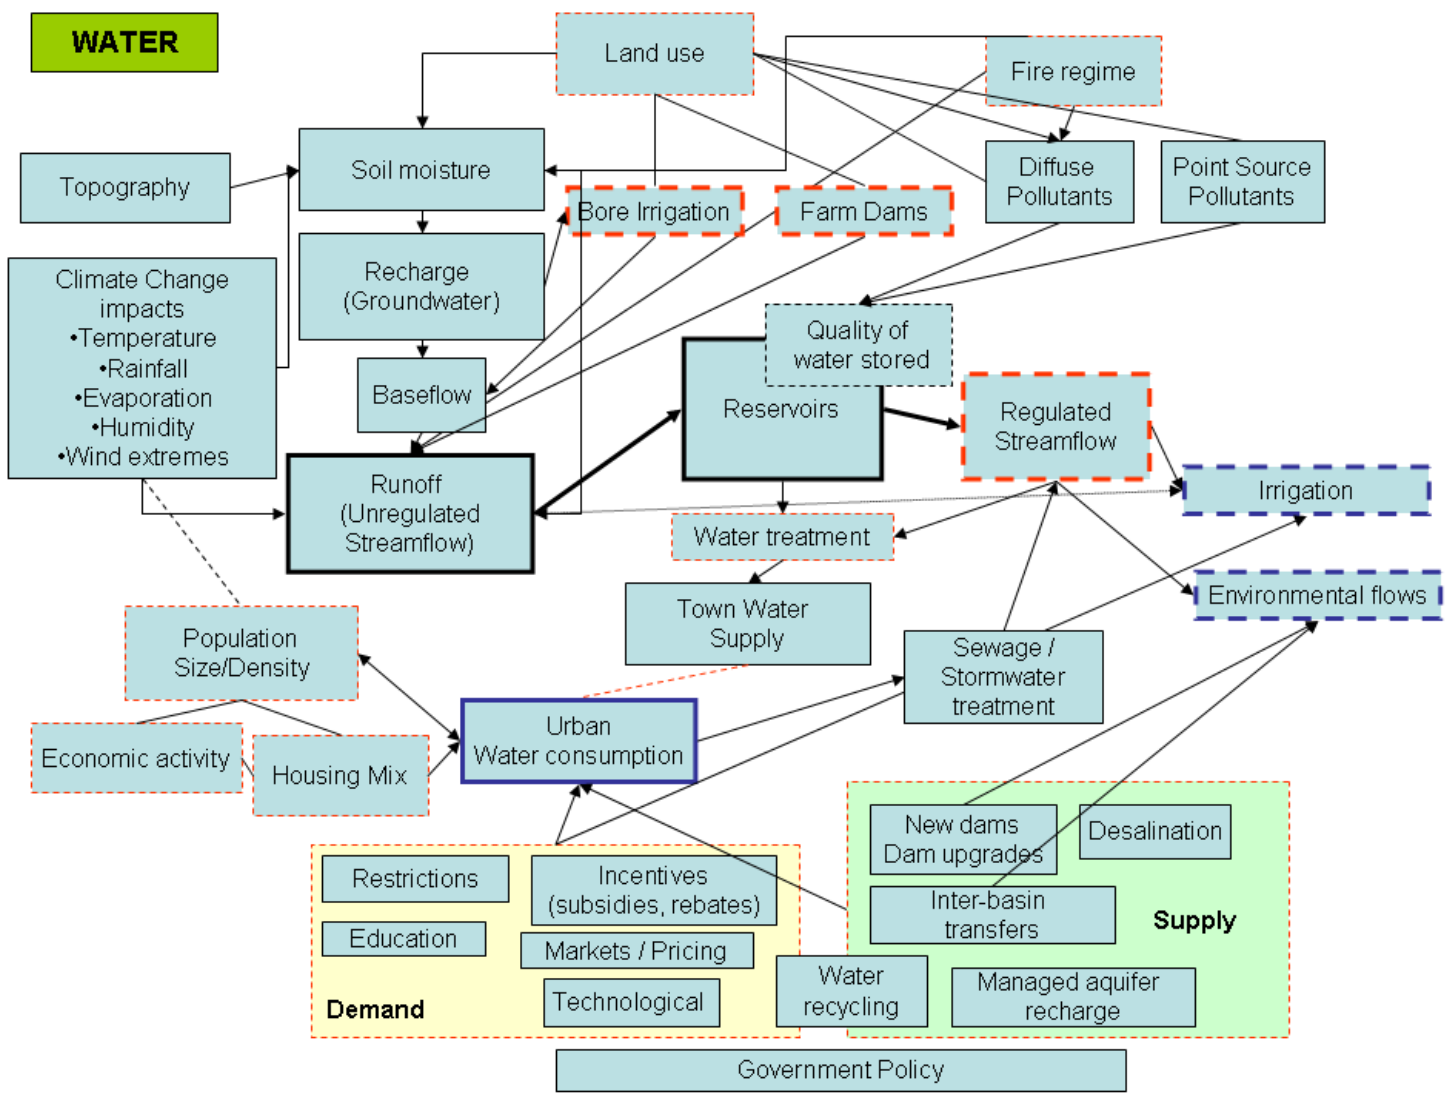 WATER
Land use
Fire regime
Soil moisture
Topography
Diffuse
Pollutants
Point Source
Pollutants
Bore Irrigation
Farm Dams
Climate Change
impacts
•Temperature
•Rainfall
•Evaporation
•Humidity
•Wind extremes
Recharge
(Groundwater)
Quality of
water stored
Baseflow
Reservoirs
Regulated
Streamflow
Runoff
(Unregulated
Streamflow)
Irrigation
Water treatment
Environmental flows
Town Water
Supply
Population
Size/Density
Sewage /
Stormwater
treatment
Urban
Water consumption
Economic activity
Housing Mix
New dams
Dam upgrades
Desalination
Restrictions
Incentives
(subsidies, rebates)
Inter-basin
transfers
Supply
Education
Markets / Pricing
Water
recycling
Managed aquifer
recharge
Technological
Demand
Government Policy